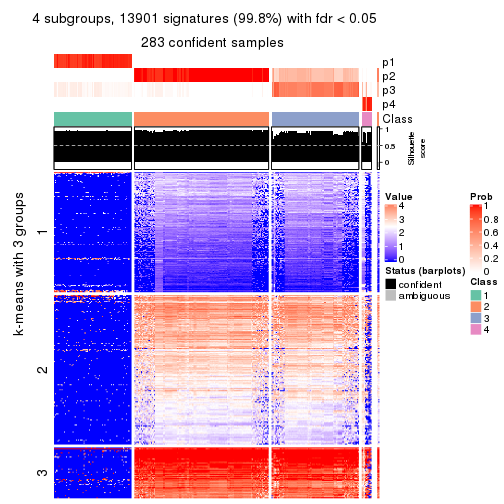 4 subgroups, 13901 signatures (99.8%) with fdr < 0.05
283 confident samples
p1
p2
p3
p4
Class
1
0.5
0
Silhouette
score
k-means with 3 groups
1
2
3
Value
4
3
2
1
0
Prob
1
0.8
0.6
0.4
0.2
0
Status (barplots)
confident
ambiguous
Class
1
2
3
4